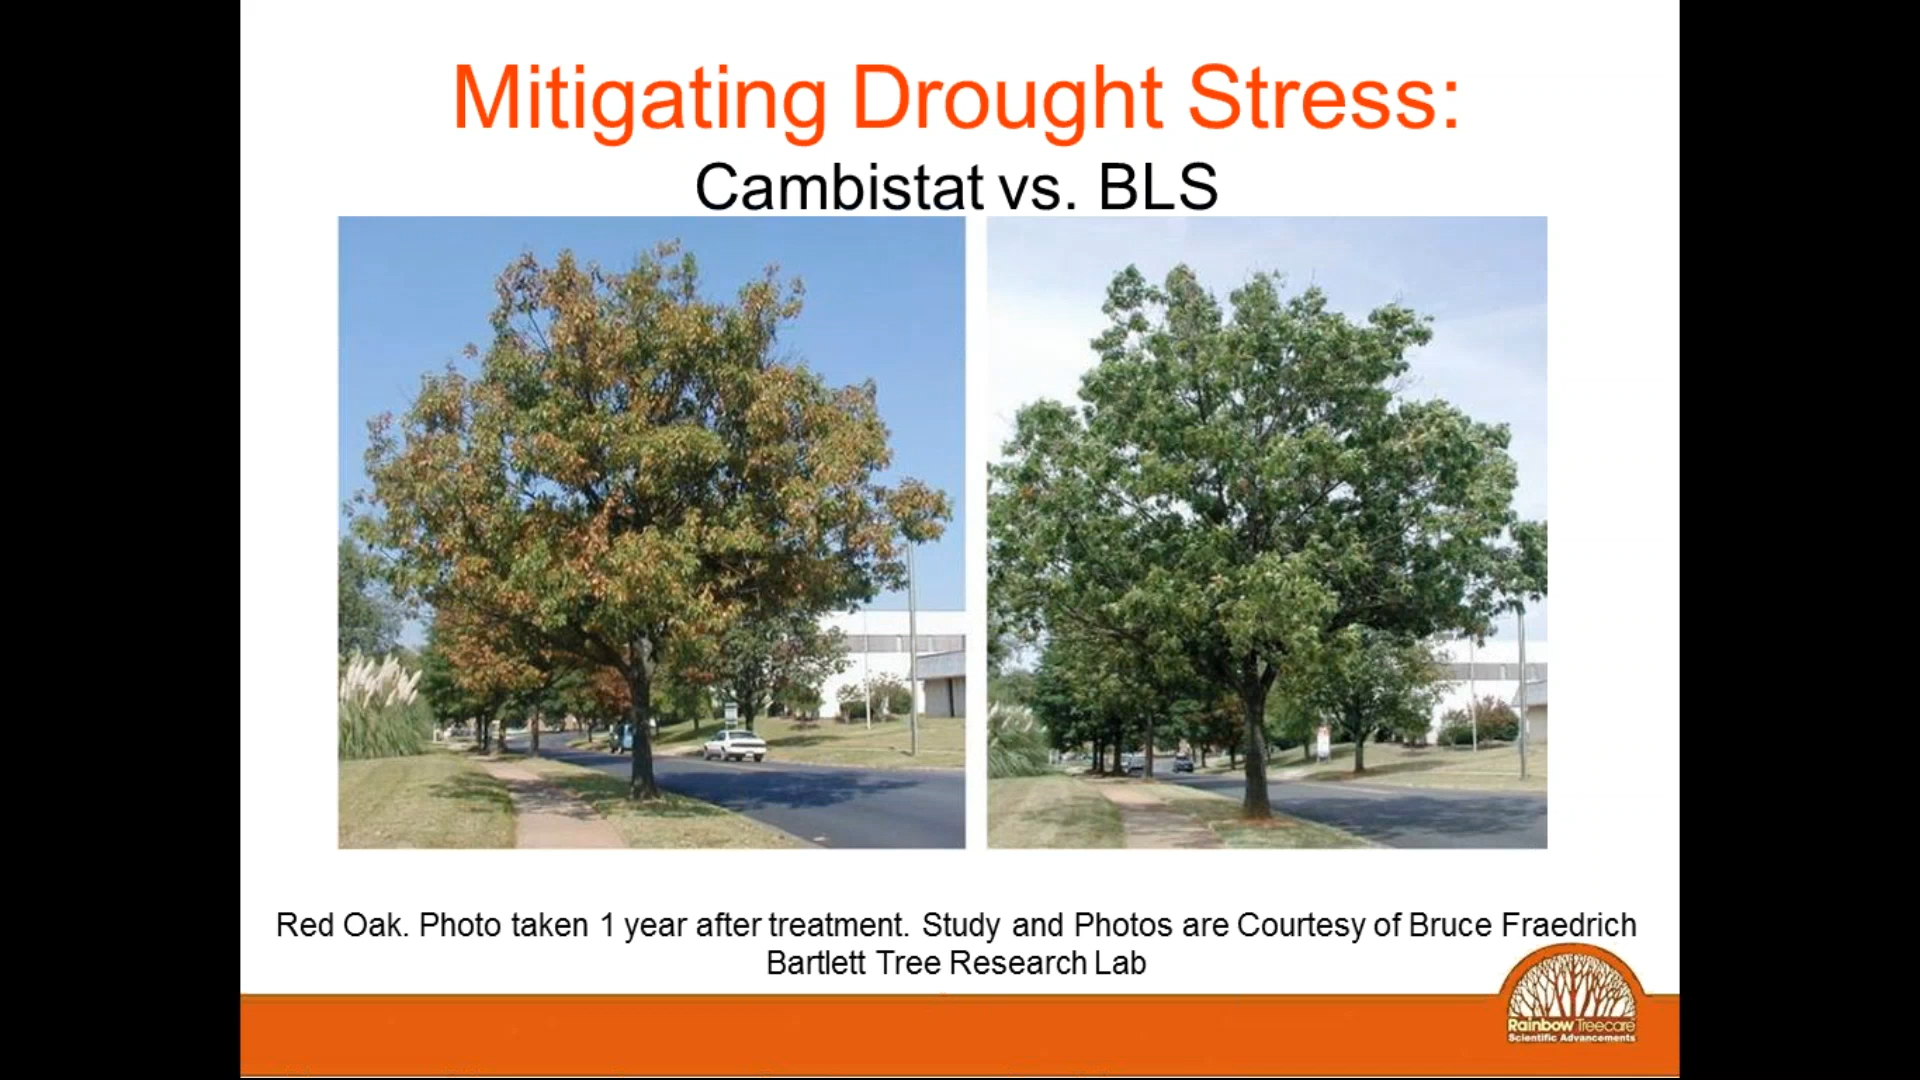 Mitigating Drought Stress:
Cambistat vs. BLS
Red Oak. Photo taken 1 year after treatment. Study and Photos are Courtesy of Bruce Fraedrich
Bartlett Tree Research Lab
Rainbow Treecare
Scientific Advancements